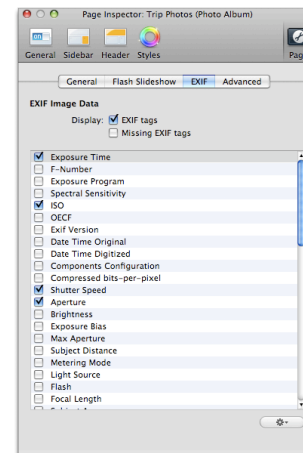 Page Inspector: Trip Photos (Photo Album)
General Sidebar Header Styles
General Flash Slideshow EXIF Advanced
EXIF Image Data
Display: EXIF tags
Missing EXIF tags
Exposure Time
F-Number
Exposure Program
Spectral Sensitivity
ISO
OECF
Exif Version
Date Time Original
Date Time Digitized
Components Configuration
Compressed bits-per-pixel
Shutter Speed
Aperture
Brightness
Exposure Bias
Max Aperture
Subject Distance
Metering Mode
Light Source
Flash
Focal Length